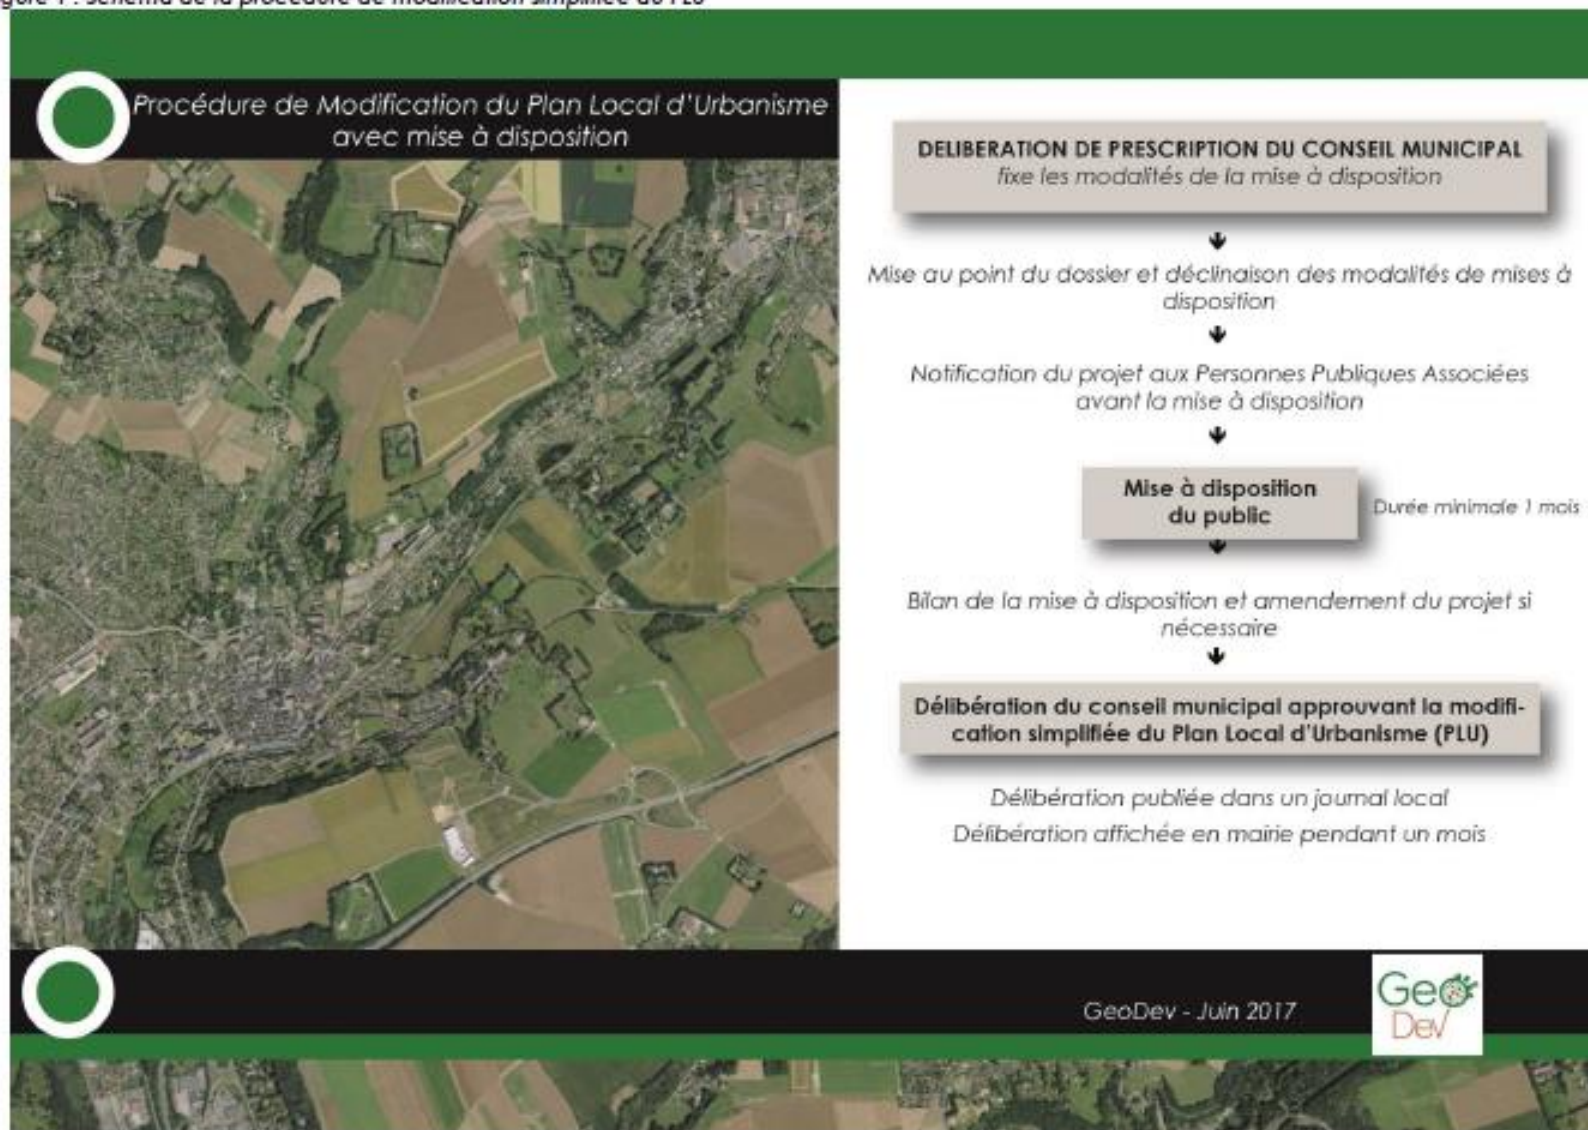 Procédure de Modification du Plan Local d'Urbanisme
avec mise à disposition
DELIBERATION DE PRESCRIPTION DU CONSEIL MUNICIPAL
fixe les modalités de la mise à disposition
Mise au point du dossier et déclinaison des modalités de mises à
disposition
Notification du projet aux Personnes Publiques Associées
avant la mise à disposition
Mise à disposition
du public
Durée minimale 1 mois
Bilan de la mise à disposition et amendement du projet si
nécessaire
Délibération du conseil municipal approuvant la modifi-
cation simplifiée du Plan Local d'Urbanisme (PLU)
Délibération publiée dans un journal local
Délibération affichée en mairie pendant un mois
GeoDev - Juin 2017
Geo
Dev